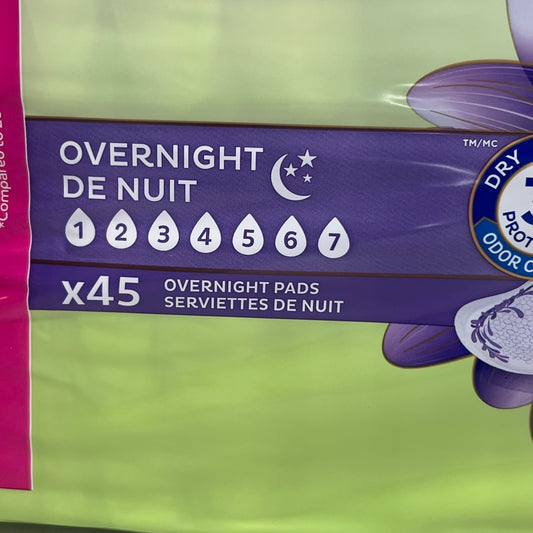 OVERNIGHT
DE NUIT
1 2 3 4 5 6 7
x45
OVERNIGHT PADS
SERVIETTES DE NUIT
TM/MC
DRY
3
ODOR
*Compared to